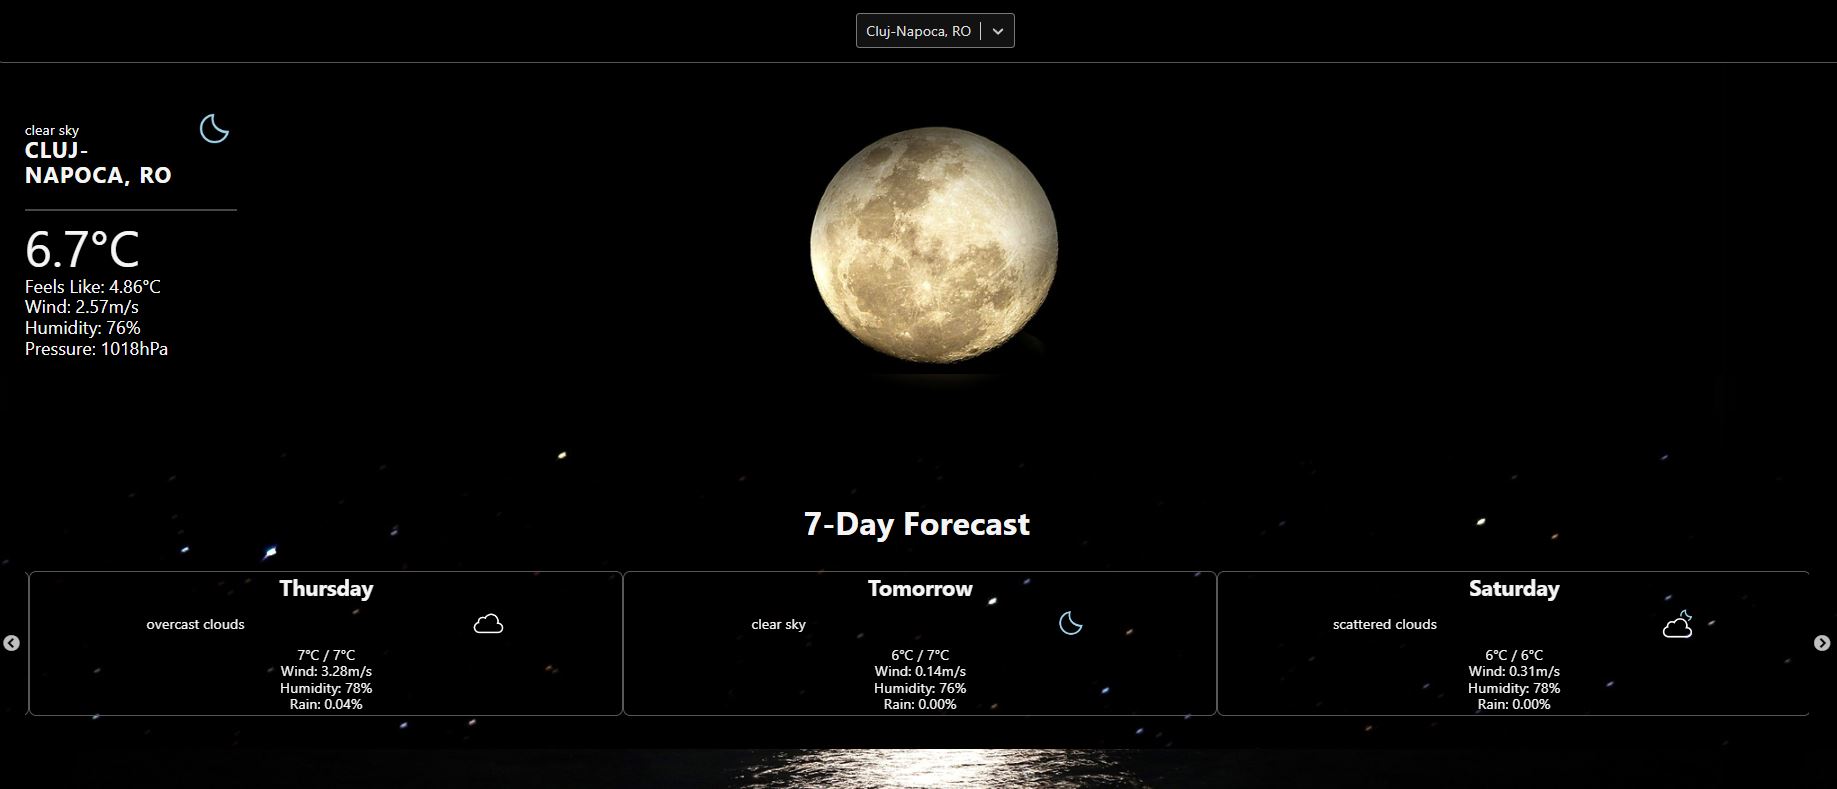 Cluj-Napoca, RO
clear sky
CLUJ-
NAPOCA, RO
6.7°C
Feels Like: 4.86°C
Wind: 2.57m/s
Humidity: 76%
Pressure: 1018hPa
7-Day Forecast
Thursday
overcast clouds
7°C / 7°C
Wind: 3.28m/s
Humidity: 78%
Rain: 0.04%
Tomorrow
clear sky
6°C / 7°C
Wind: 0.14m/s
Humidity: 76%
Rain: 0.00%
Saturday
scattered clouds
6°C / 6°C
Wind: 0.31m/s
Humidity: 78%
Rain: 0.00%